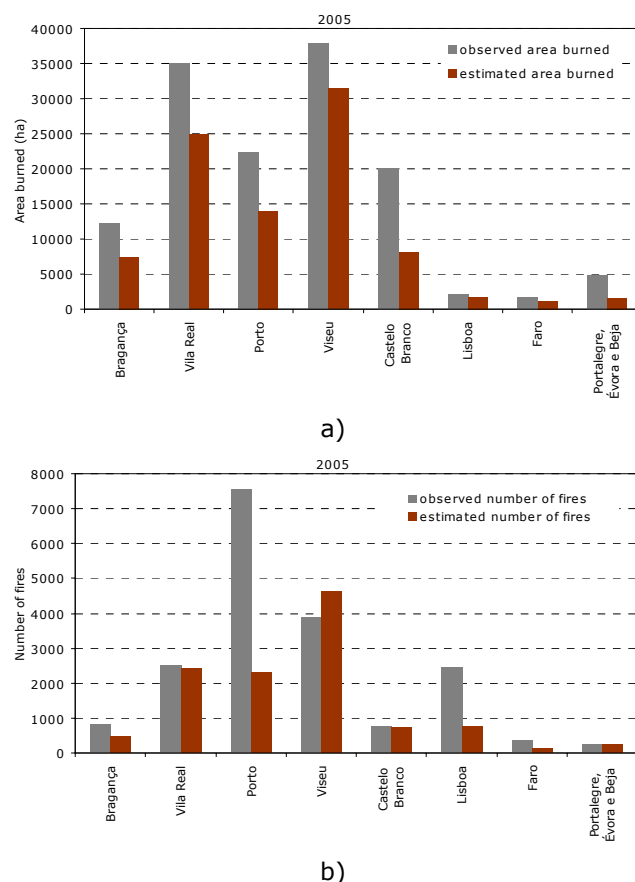 2005
40000
35000
30000
25000
20000
15000
10000
5000
0
Area burned (ha)
observed area burned
estimated area burned
Bragança
Vila Real
Porto
Viseu
Castelo
Branco
Lisboa
Faro
Portalegre,
Évora e Beja
a)
2005
8000
7000
6000
5000
4000
3000
2000
1000
0
Number of fires
observed number of fires
estimated number of fires
Bragança
Vila Real
Porto
Viseu
Castelo
Branco
Lisboa
Faro
Portalegre,
Évora e Beja
b)